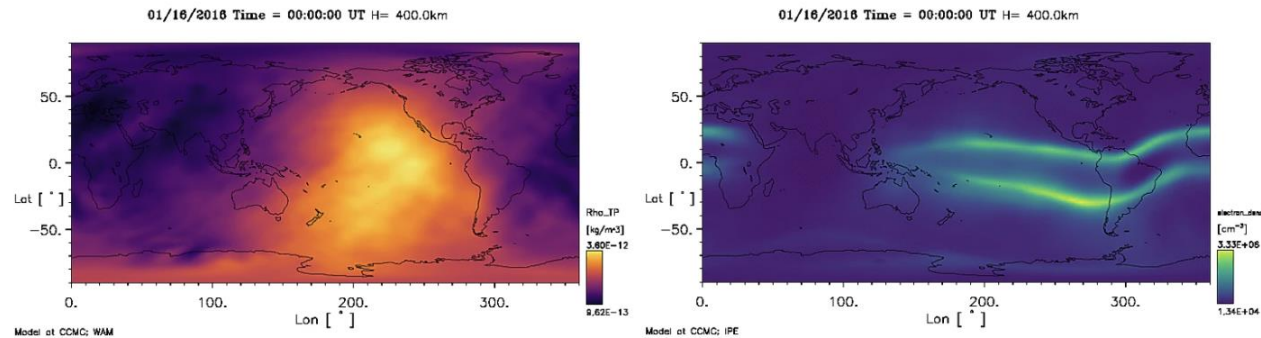 01/16/2016 Time = 00:00:00 UT H= 400.0km
50.
0.
Lat [ ° ]
−50.
0.
100.
200.
300.
Lon [ ° ]
Rho_TP
[kg/m^3]
3.60E−12
9.62E−13
Model at CCMC: WAM
01/16/2016 Time = 00:00:00 UT H= 400.0km
50.
0.
Lat [ ° ]
−50.
0.
100.
200.
300.
Lon [ ° ]
[cm⁻³]
3.33E+06
1.34E+04
Model at CCMC: IPE